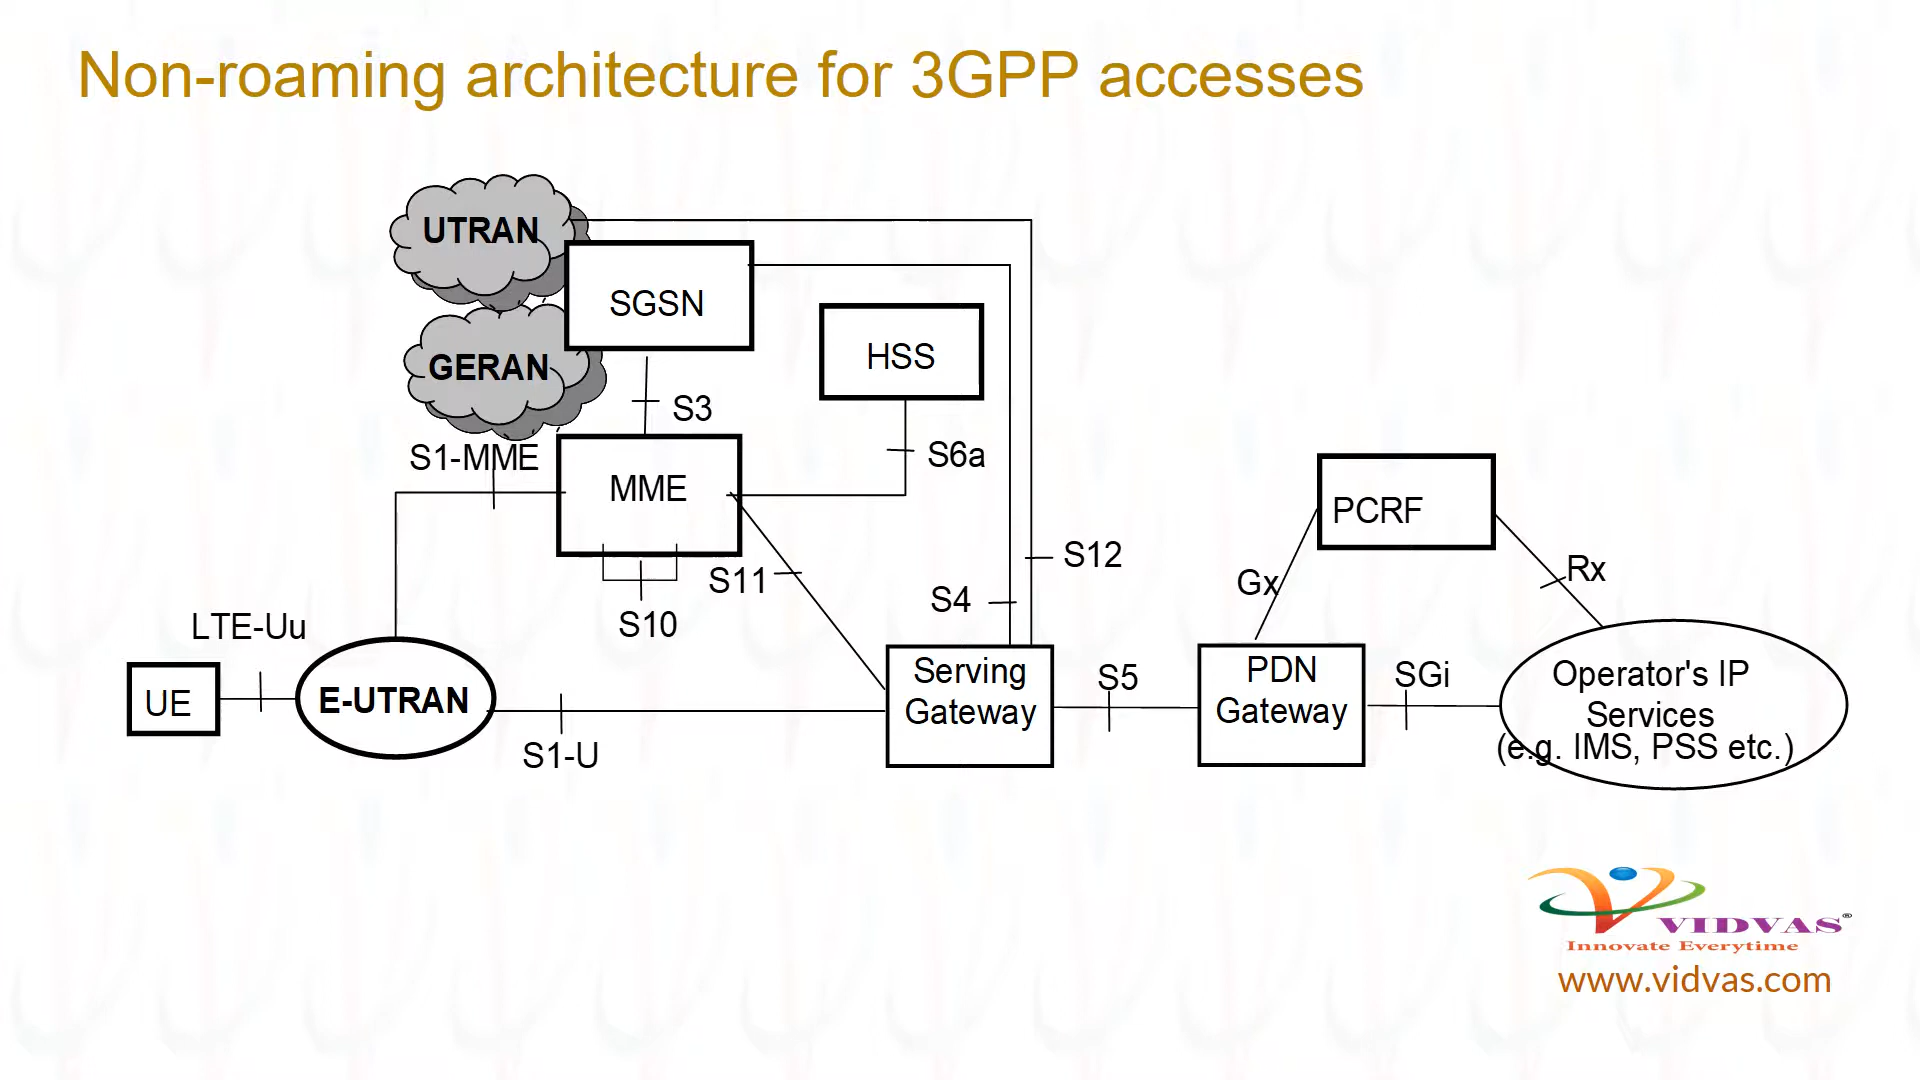 Non-roaming architecture for 3GPP accesses
UTRAN
SGSN
HSS
GERAN
S3
S1-MME
S6a
MME
PCRF
S12
S11
Rx
Gx
S4
S10
LTE-Uu
Serving
Gateway
PDN
Gateway
S5
SGi
Operator's IP
Services
(e.g. IMS, PSS etc.)
UE
E-UTRAN
S1-U
VIDVAS®
Innovate Everytime
www.vidvas.com